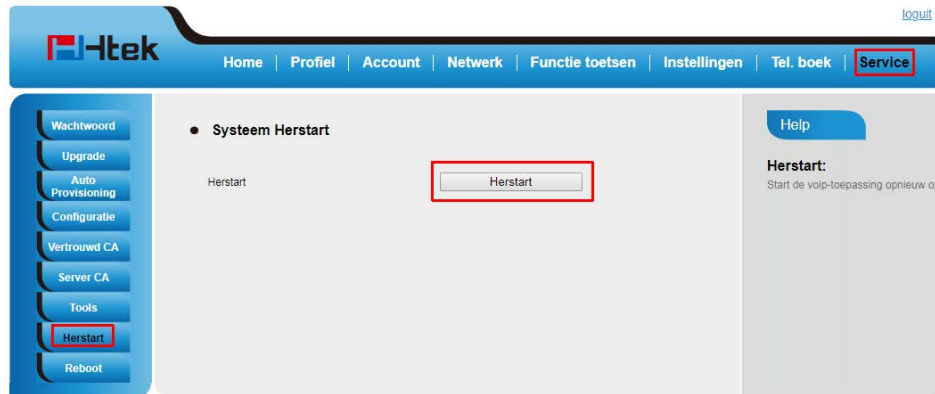 loguit
Htek
Home | Profiel | Account | Netwerk | Functie toetsen | Instellingen | Tel. boek | Service
Wachtwoord
Upgrade
Auto
Provisioning
Configuratie
Vertrouwd CA
Server CA
Tools
Herstart
Reboot
Systeem Herstart
Herstart
Herstart
Help
Herstart:
Start de voip-toepassing opnieuw o